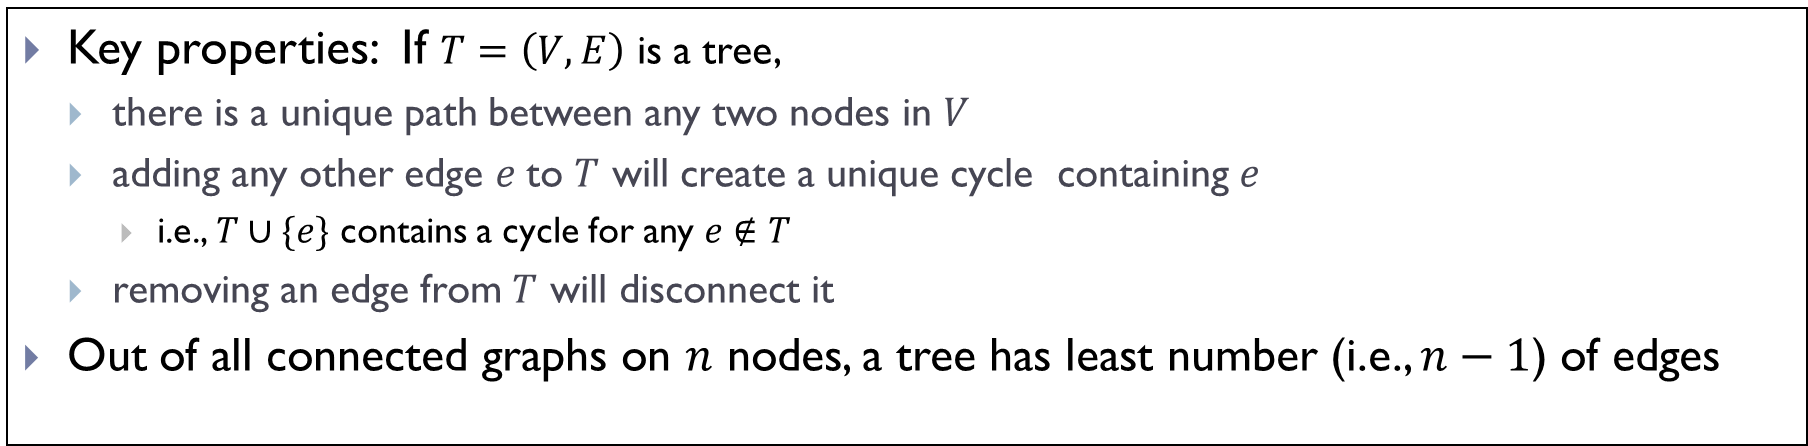 Key properties: If T = (V, E) is a tree,
there is a unique path between any two nodes in V
adding any other edge e to T will create a unique cycle containing e
i.e., T ∪ {e} contains a cycle for any e ∉ T
removing an edge from T will disconnect it
Out of all connected graphs on n nodes, a tree has least number (i.e., n − 1) of edges